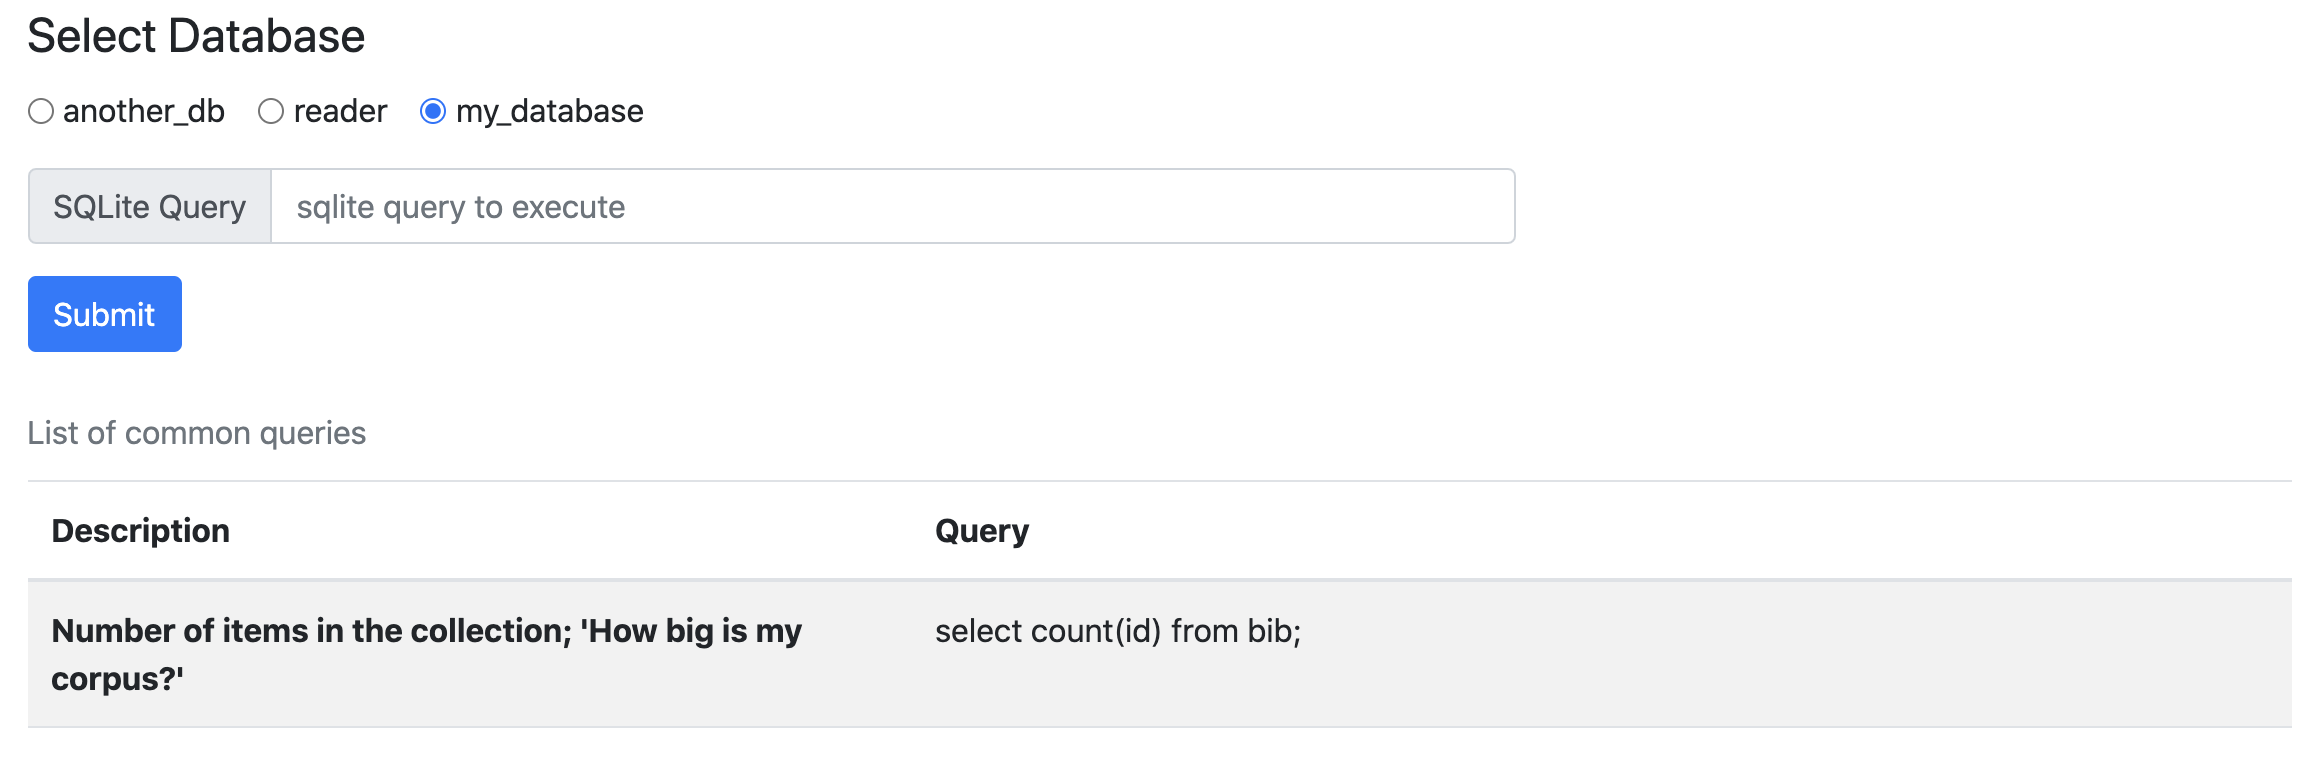 Select Database
another_db reader my_database
SQLite Query sqlite query to execute
Submit
List of common queries
Description Query
Number of items in the collection; 'How big is my select count(id) from bib;
corpus?'